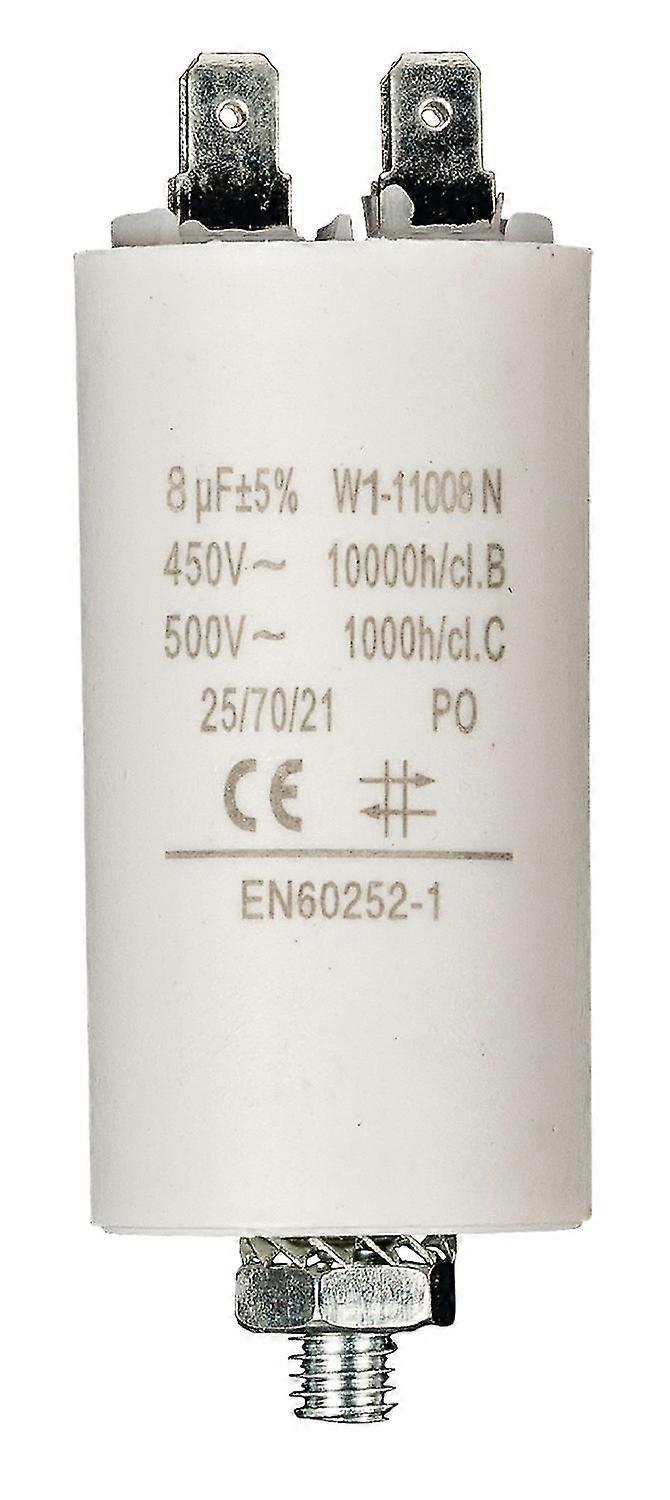 8 µF±5% W1-11008 N
450V~ 10000h/cl.B
500V~ 1000h/cl.C
25/70/21 PO
CE
EN60252-1